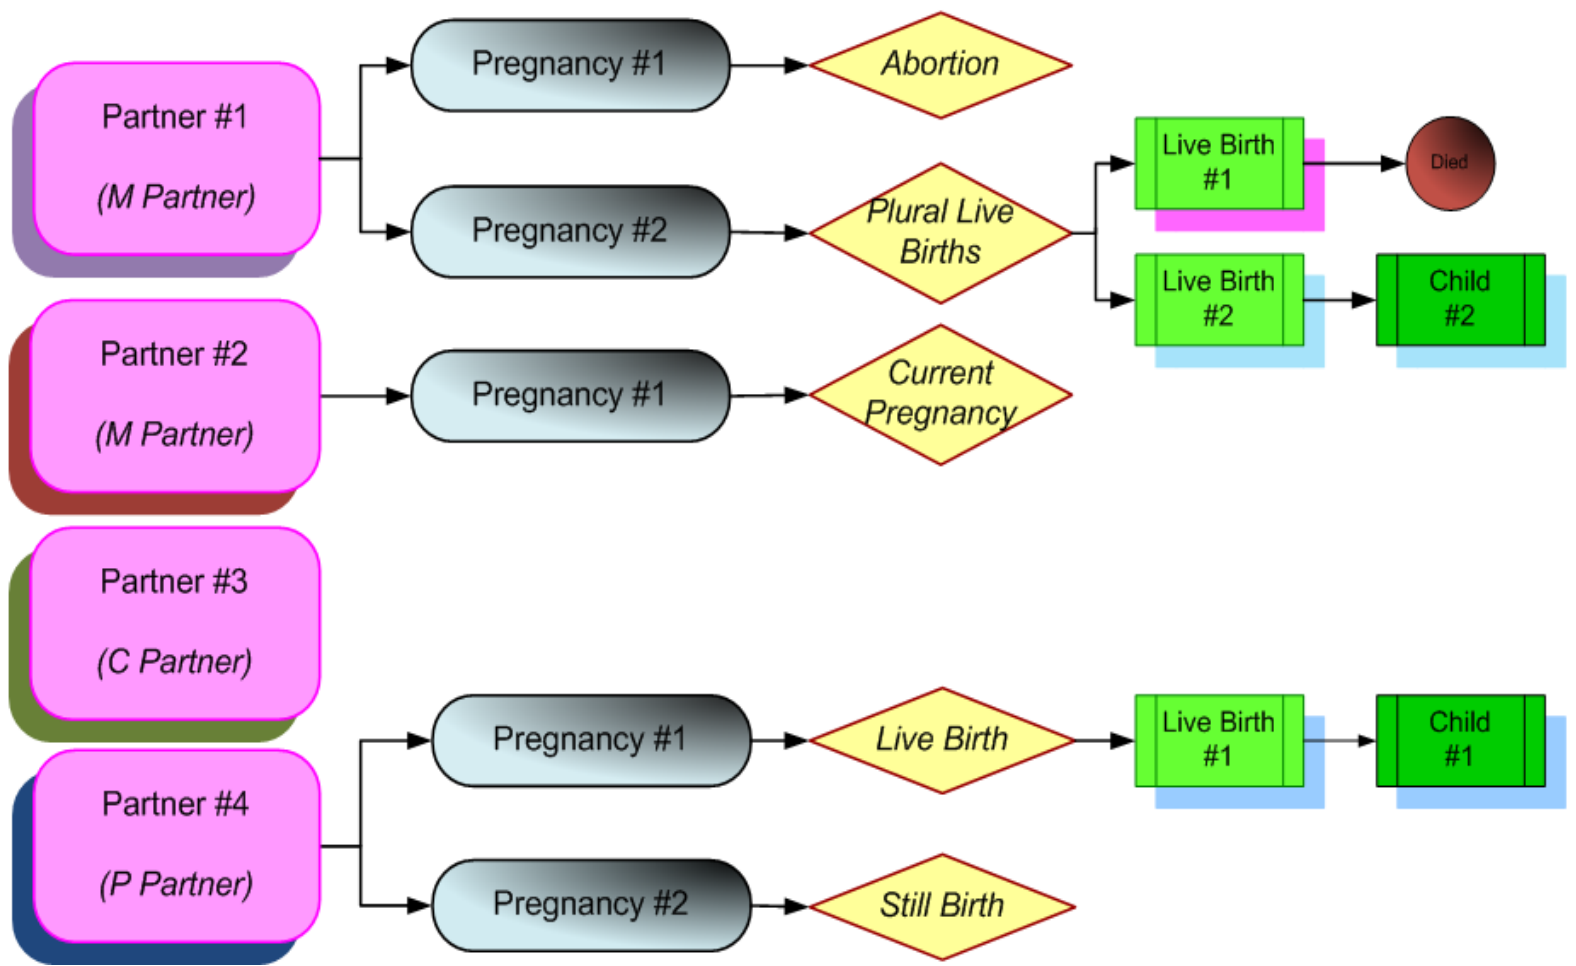 Partner #1
(M Partner)
Pregnancy #1
Abortion
Pregnancy #2
Plural Live
Births
Live Birth
#1
Died
Live Birth
#2
Child
#2
Partner #2
(M Partner)
Pregnancy #1
Current
Pregnancy
Partner #3
(C Partner)
Partner #4
(P Partner)
Pregnancy #1
Live Birth
Live Birth
#1
Child
#1
Pregnancy #2
Still Birth